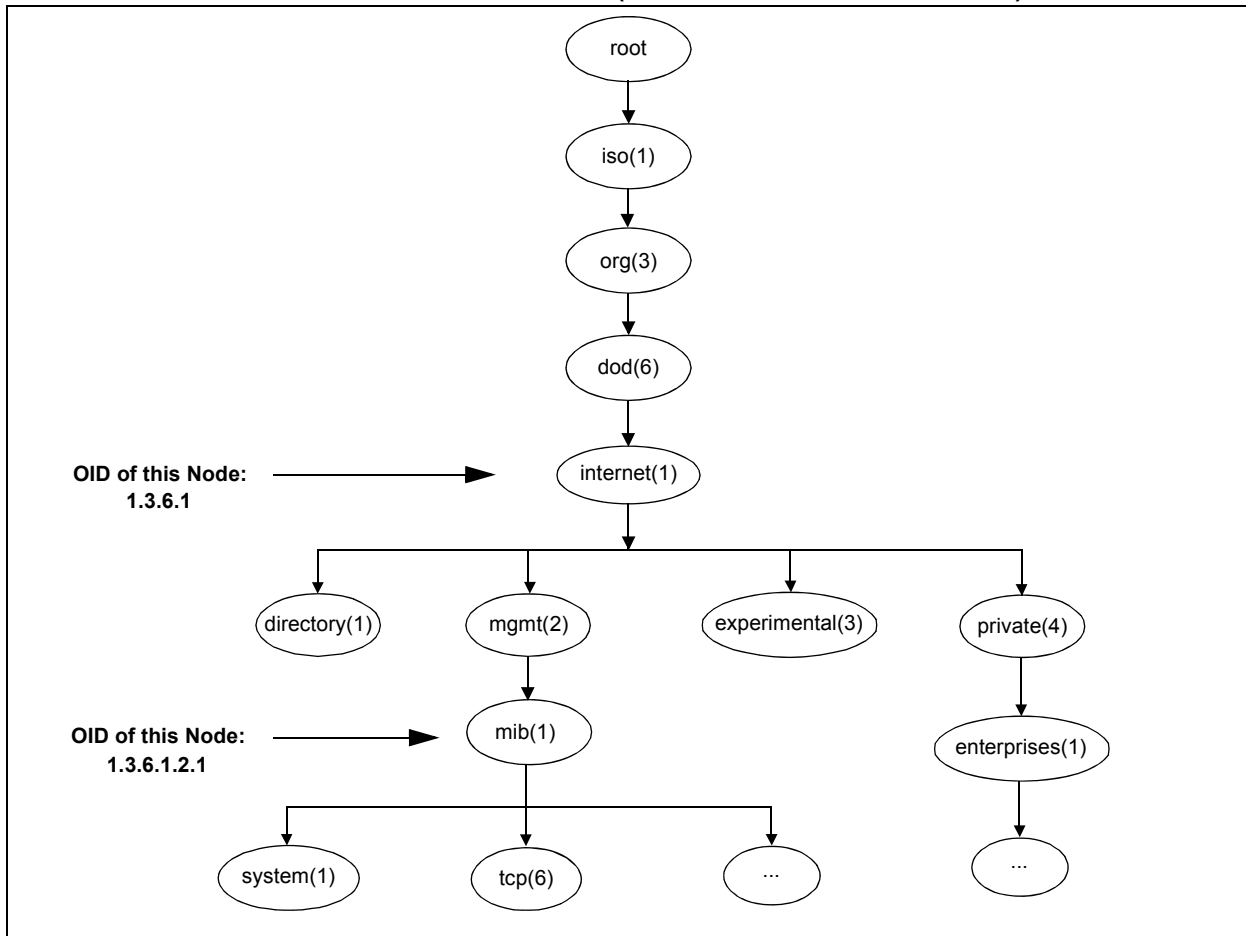 root
iso(1)
org(3)
dod(6)
OID of this Node:
1.3.6.1
internet(1)
directory(1)
mgmt(2)
experimental(3)
private(4)
OID of this Node:
1.3.6.1.2.1
mib(1)
enterprises(1)
system(1)
tcp(6)
...
...